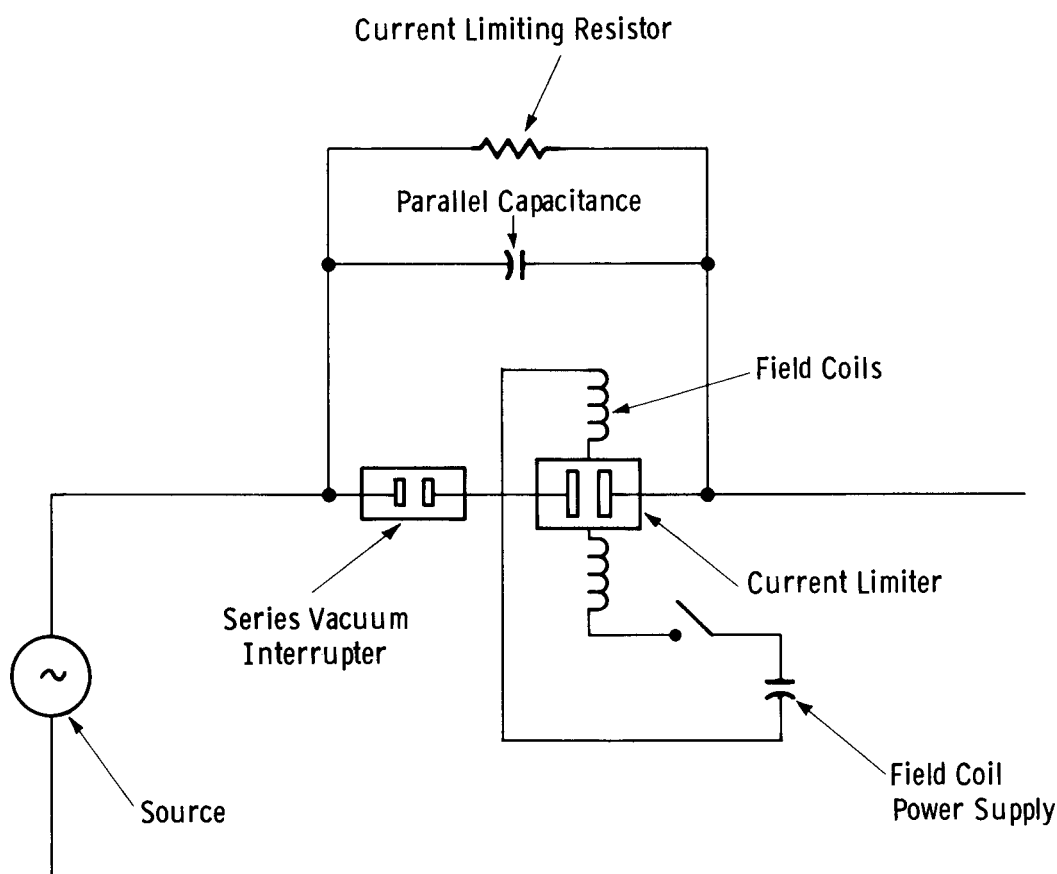 Current Limiting Resistor
Parallel Capacitance
Field Coils
Current Limiter
Series Vacuum
Interrupter
Field Coil
Power Supply
Source